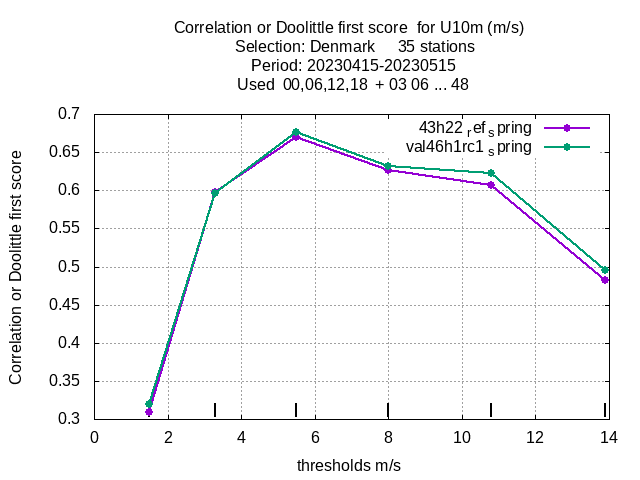 Correlation or Doolittle first score  for U10m (m/s)
Selection: Denmark     35 stations
Period: 20230415-20230515
Used  00,06,12,18  + 03 06 ... 48
43h22 ref spring
val46h1rc1 spring
Correlation or Doolittle first score
0.7
0.65
0.6
0.55
0.5
0.45
0.4
0.35
0.3
0 2 4 6 8 10 12 14
thresholds m/s